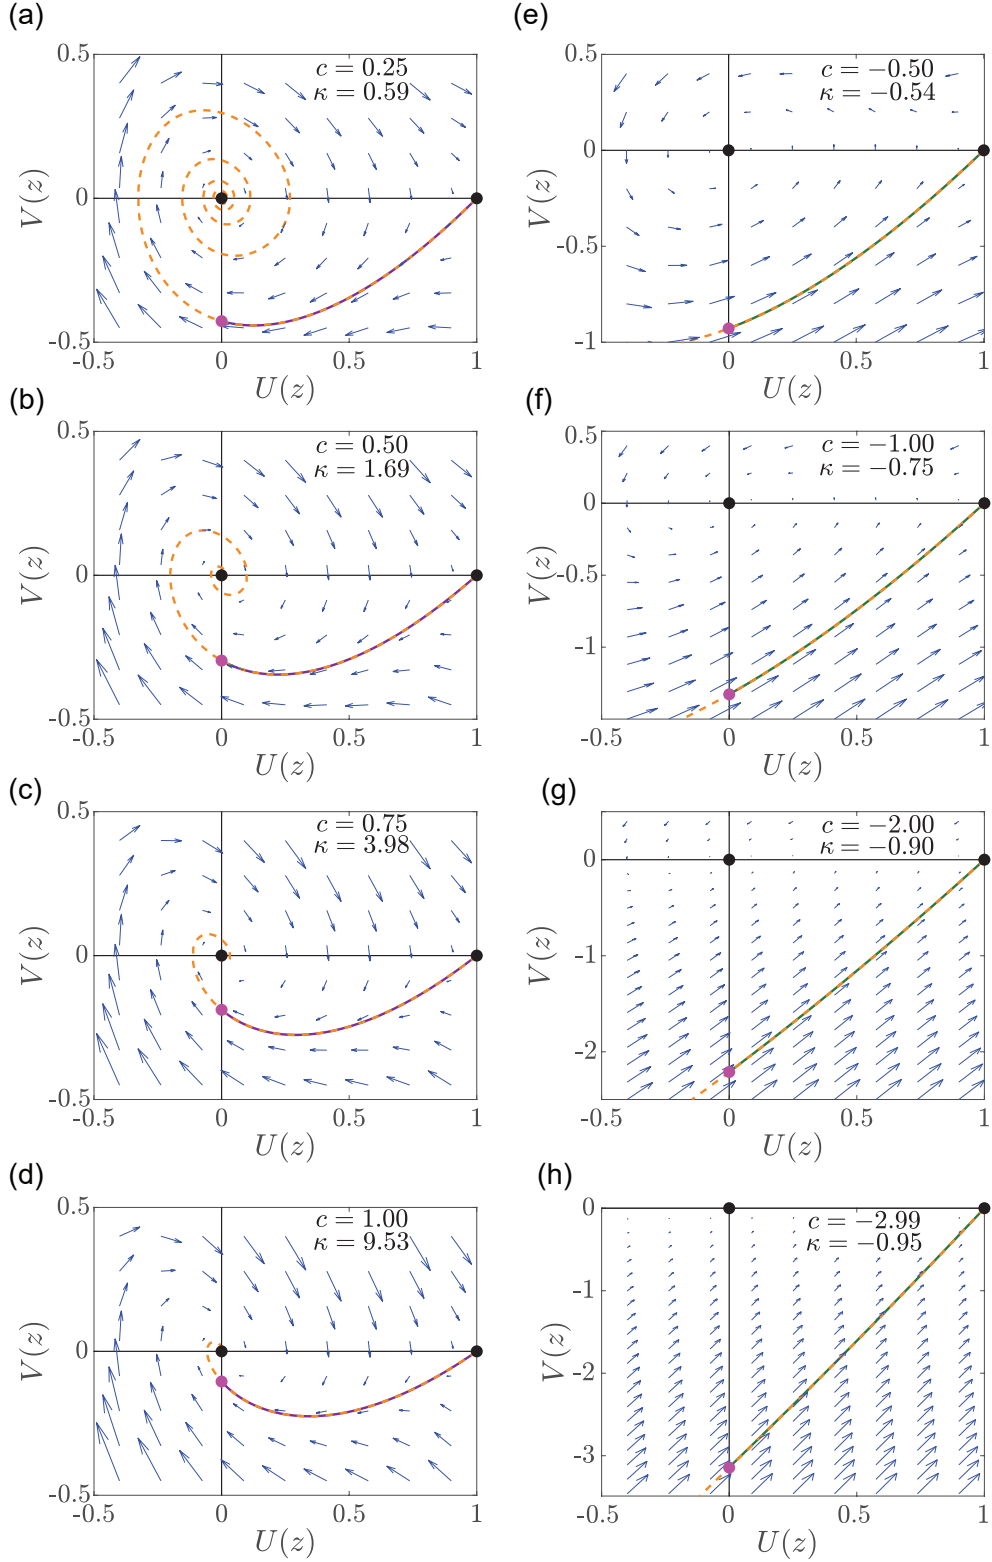 (a)
0.5
c = 0.25
κ = 0.59
V(z)
0
-0.5
-0.5
0
0.5
1
U(z)
(b)
0.5
c = 0.50
κ = 1.69
V(z)
0
-0.5
-0.5
0
0.5
1
U(z)
(c)
0.5
c = 0.75
κ = 3.98
V(z)
0
-0.5
-0.5
0
0.5
1
U(z)
(d)
0.5
c = 1.00
κ = 9.53
V(z)
0
-0.5
-0.5
0
0.5
1
U(z)
(e)
0.5
c = −0.50
κ = −0.54
0
V(z)
-0.5
-1
-0.5
0
0.5
1
U(z)
(f)
0.5
c = −1.00
κ = −0.75
0
V(z)
-0.5
-1
-0.5
0
0.5
1
U(z)
(g)
c = −2.00
κ = −0.90
0
V(z)
-1
-2
-0.5
0
0.5
1
U(z)
(h)
0
c = −2.99
κ = −0.95
-1
V(z)
-2
-3
-0.5
0
0.5
1
U(z)